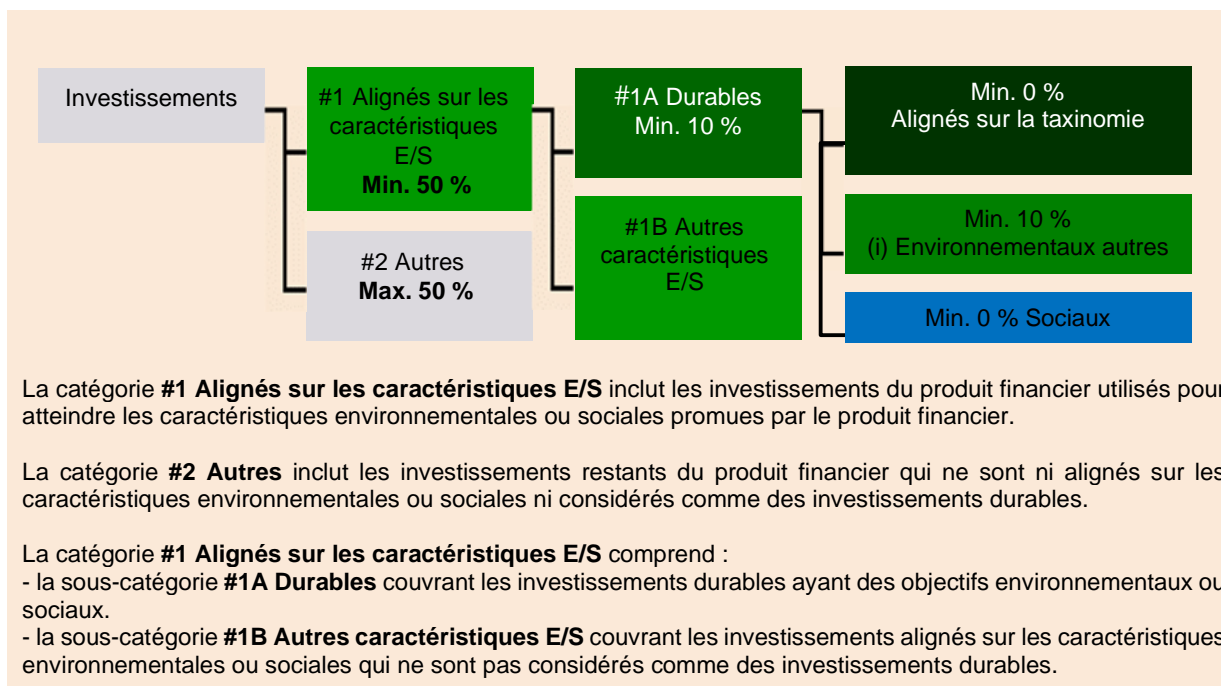 Investissements
#1 Alignés sur les
caractéristiques
E/S
Min. 50 %
#2 Autres
Max. 50 %
#1A Durables
Min. 10 %
#1B Autres
caractéristiques
E/S
Min. 0 %
Alignés sur la taxinomie
Min. 10 %
(i) Environnementaux autres
Min. 0 % Sociaux
La catégorie #1 Alignés sur les caractéristiques E/S inclut les investissements du produit financier utilisés pour
atteindre les caractéristiques environnementales ou sociales promues par le produit financier.
La catégorie #2 Autres inclut les investissements restants du produit financier qui ne sont ni alignés sur les
caractéristiques environnementales ou sociales ni considérés comme des investissements durables.
La catégorie #1 Alignés sur les caractéristiques E/S comprend :
- la sous-catégorie #1A Durables couvrant les investissements durables ayant des objectifs environnementaux ou
sociaux.
- la sous-catégorie #1B Autres caractéristiques E/S couvrant les investissements alignés sur les caractéristiques
environnementales ou sociales qui ne sont pas considérés comme des investissements durables.